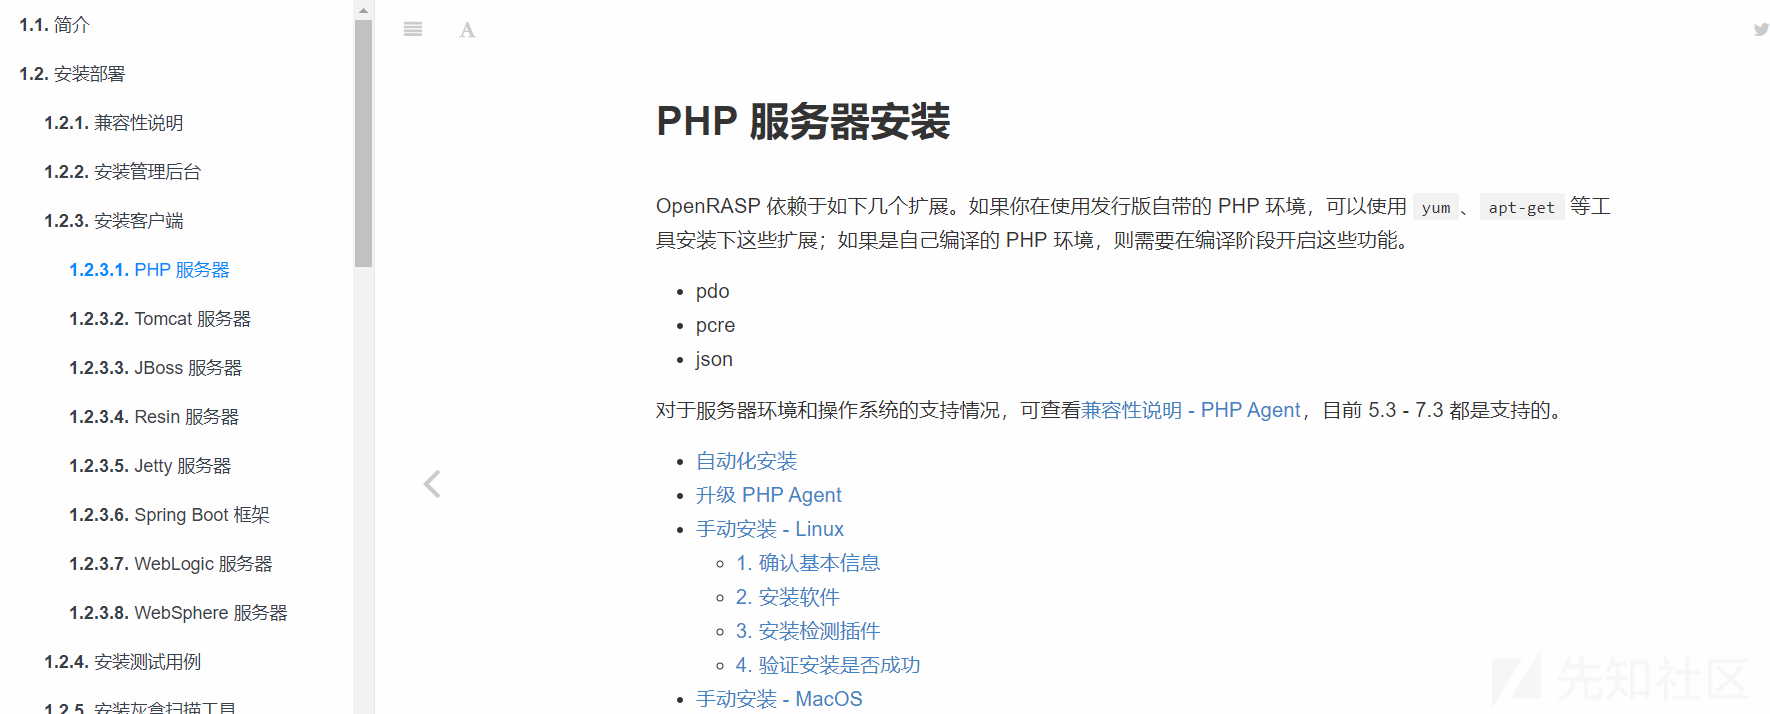 1.1. 简介
1.2. 安装部署
1.2.1. 兼容性说明
1.2.2. 安装管理后台
1.2.3. 安装客户端
1.2.3.1. PHP 服务器
1.2.3.2. Tomcat 服务器
1.2.3.3. JBoss 服务器
1.2.3.4. Resin 服务器
1.2.3.5. Jetty 服务器
1.2.3.6. Spring Boot 框架
1.2.3.7. WebLogic 服务器
1.2.3.8. WebSphere 服务器
1.2.4. 安装测试用例
1.2.5. 安装灰盒扫描工具
A
PHP 服务器安装
OpenRASP 依赖于如下几个扩展。如果你在使用发行版自带的 PHP 环境，可以使用 yum 、 apt-get 等工
具安装下这些扩展；如果是自己编译的 PHP 环境，则需要在编译阶段开启这些功能。
• pdo
• pcre
• json
对于服务器环境和操作系统的支持情况，可查看兼容性说明 - PHP Agent，目前 5.3 - 7.3 都是支持的。
• 自动化安装
• 升级 PHP Agent
• 手动安装 - Linux
◦ 1. 确认基本信息
◦ 2. 安装软件
◦ 3. 安装检测插件
◦ 4. 验证安装是否成功
• 手动安装 - MacOS
先知社区